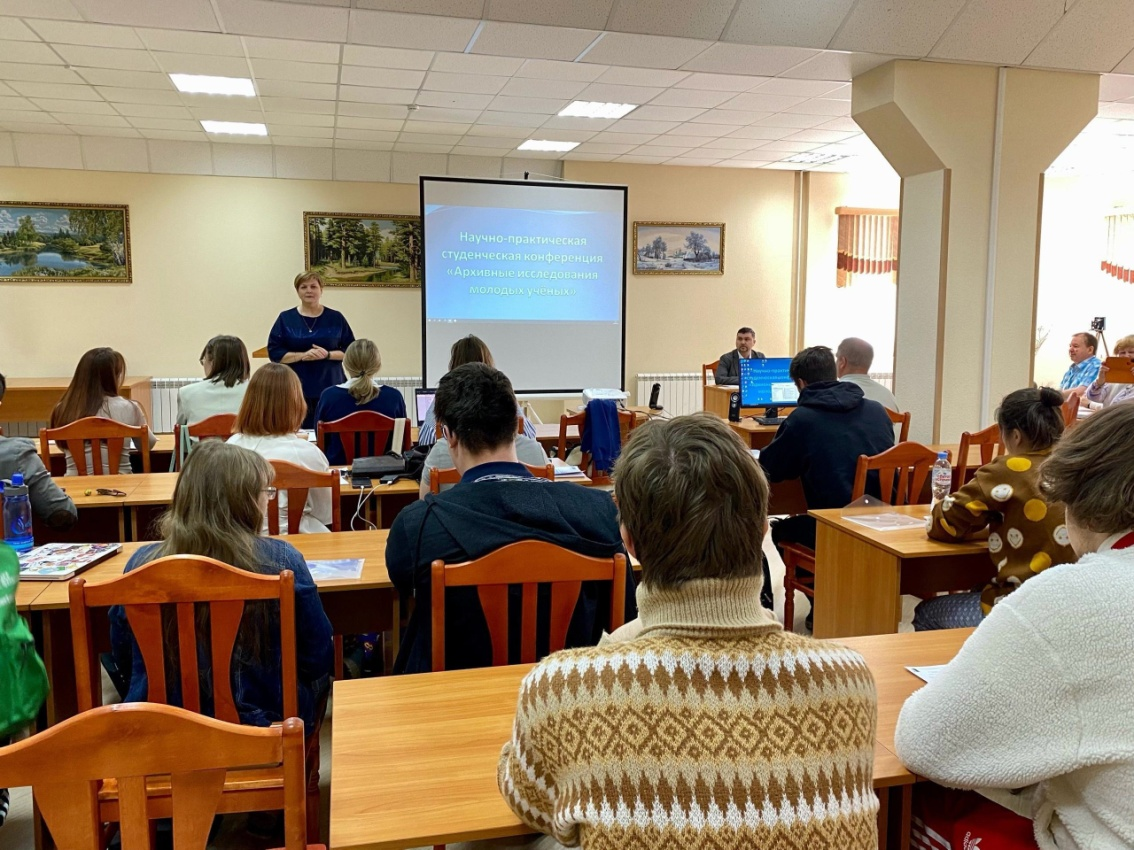 Научно-практическая
студенческая конференция
«Архивные исследования
молодых ученых»